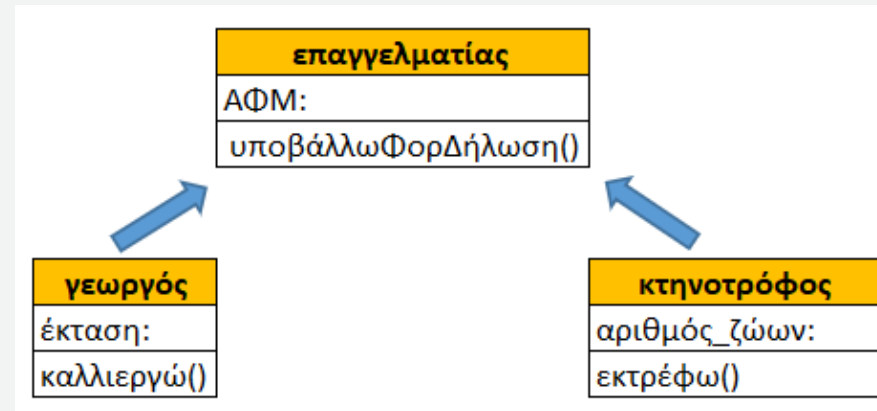 επαγγελματίας
ΑΦΜ:
υποβάλλωΦορΔήλωση()
γεωργός
έκταση:
καλλιεργώ()
κτηνοτρόφος
αριθμός_ζώων:
εκτρέφω()